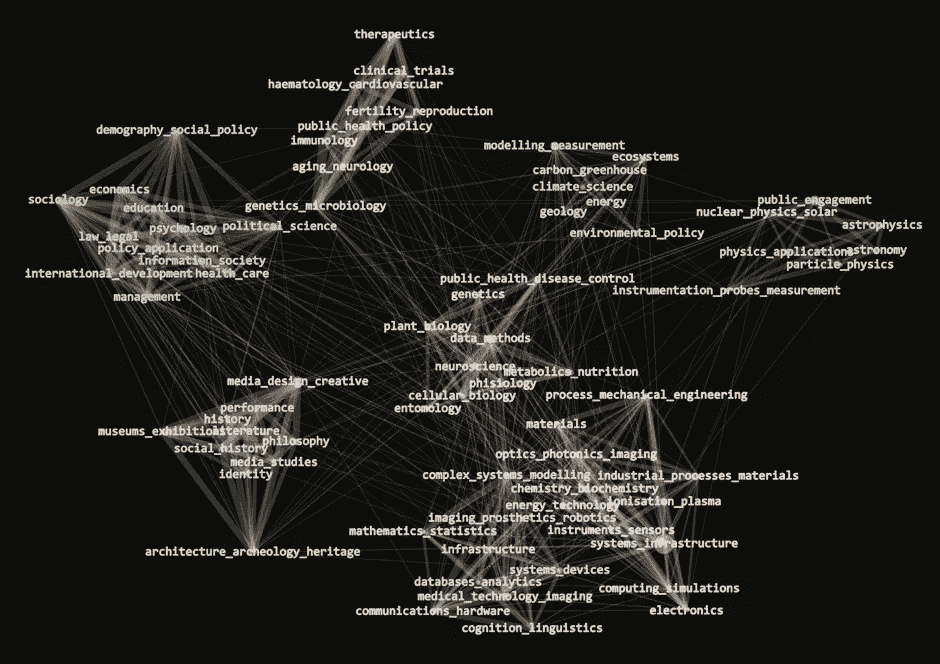 therapeutics
clinical_trials
haematology_cardiovascular
fertility_reproduction
public_health_policy
demography_social_policy
immunology
modelling_measurement
ecosystems
aging_neurology
carbon_greenhouse
climate_science
economics
sociology
education
genetics_microbiology
energy
geology
public_engagement
nuclear_physics_solar
astrophysics
psychology
political_science
environmental_policy
law_legal
policy_application
information_society
physics_applications
astronomy
particle_physics
international_development
health_care
public_health_disease_control
instrumentation_probes_measurement
management
genetics
plant_biology
data_methods
neuroscience
metabolics_nutrition
media_design_creative
phisiology
cellular_biology
process_mechanical_engineering
performance
entomology
history
materials
museums_exhibitions
literature
philosophy
social_history
optics_photonics_imaging
media_studies
identity
complex_systems_modelling
industrial_processes_materials
chemistry_biochemistry
energy_technology
ionisation_plasma
imaging_prosthetics_robotics
mathematics_statistics
instruments_sensors
systems_infrastructure
architecture_archeology_heritage
infrastructure
systems_devices
databases_analytics
computing_simulations
medical_technology_imaging
communications_hardware
electronics
cognition_linguistics